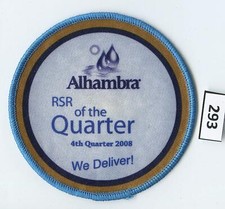 Alhambra®
RSR
of the
Quarter
4th Quarter 2008
We Deliver!
293